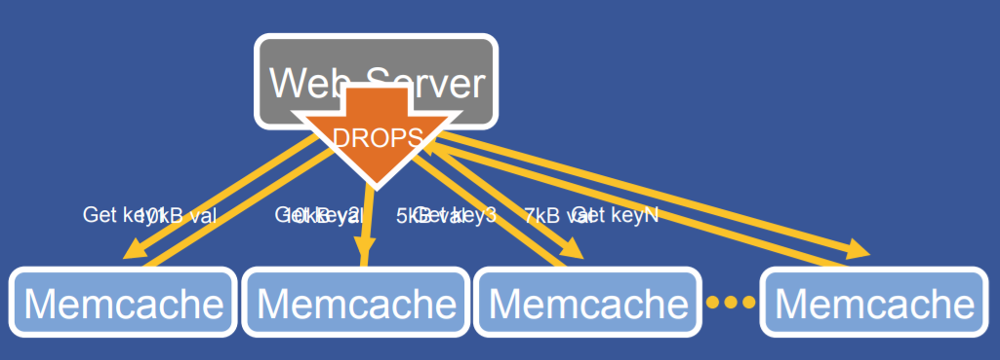 Web Server
DROPS
Get key1
10kB val
Get key2
10kB val
5kB val
Get key3
7kB val
Get keyN
Memcache
Memcache
Memcache
Memcache